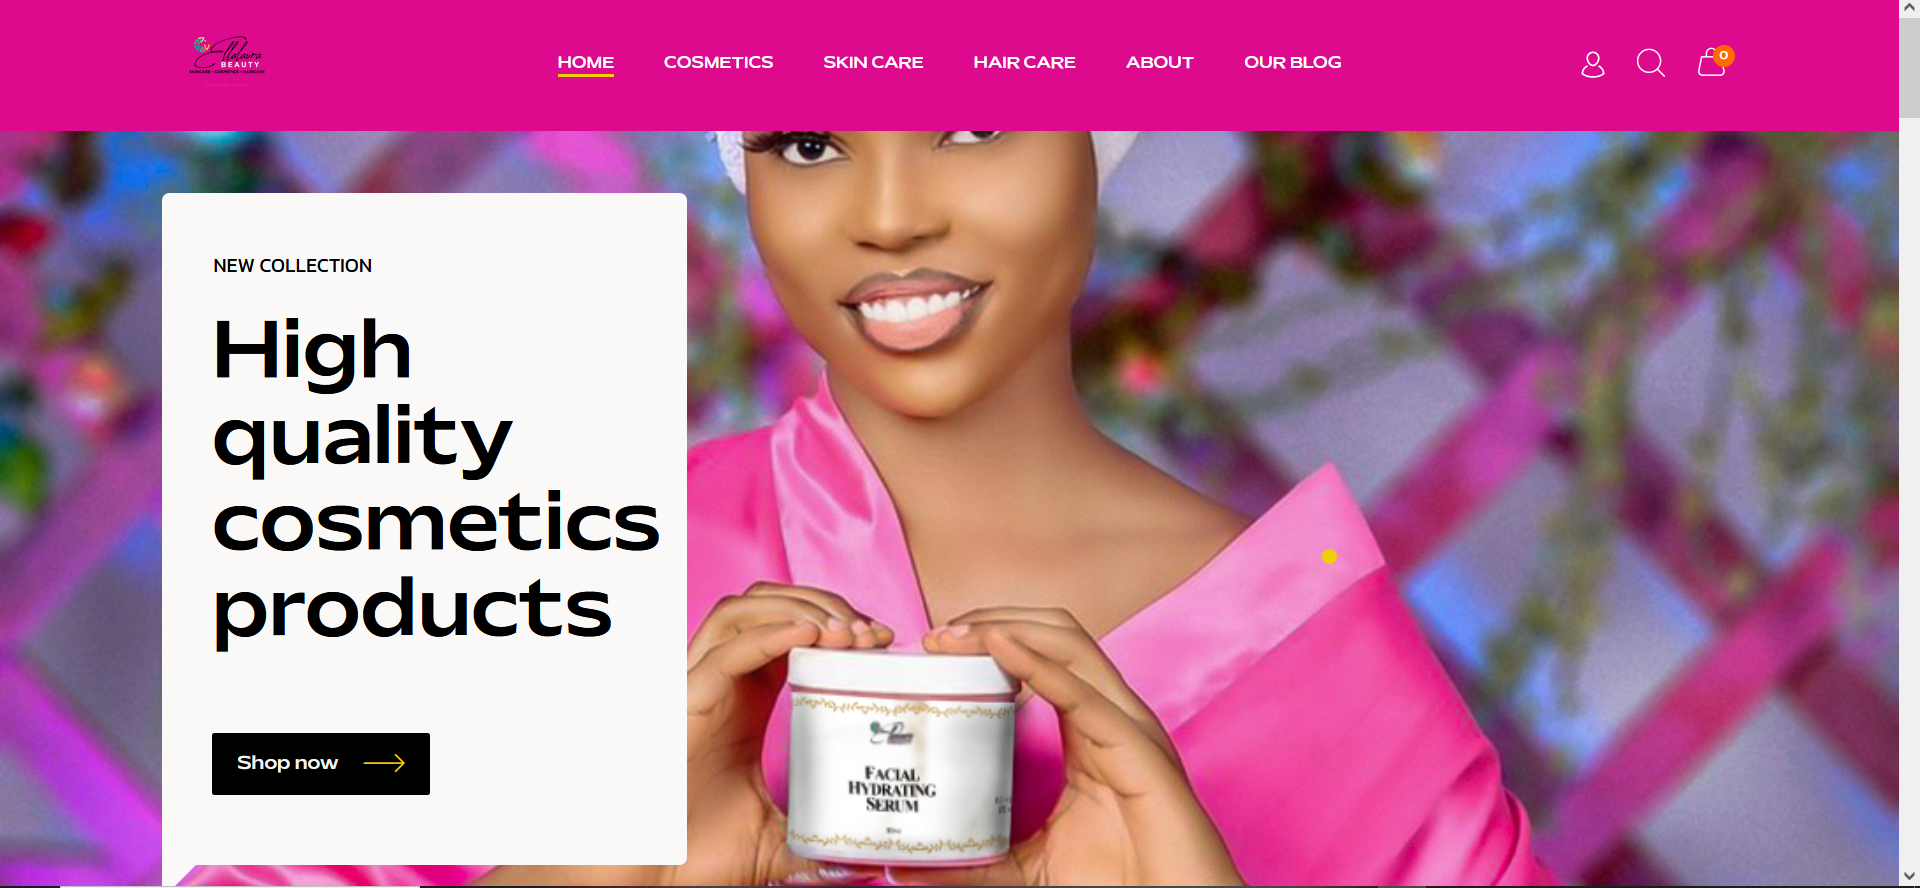 Ellalaura
BEAUTY
SKINCARE • COSMETICS • HAIRCARE
HOME
COSMETICS
SKIN CARE
HAIR CARE
ABOUT
OUR BLOG
0
NEW COLLECTION
High
quality
cosmetics
products
Shop now
FACIAL
HYDRATING
SERUM